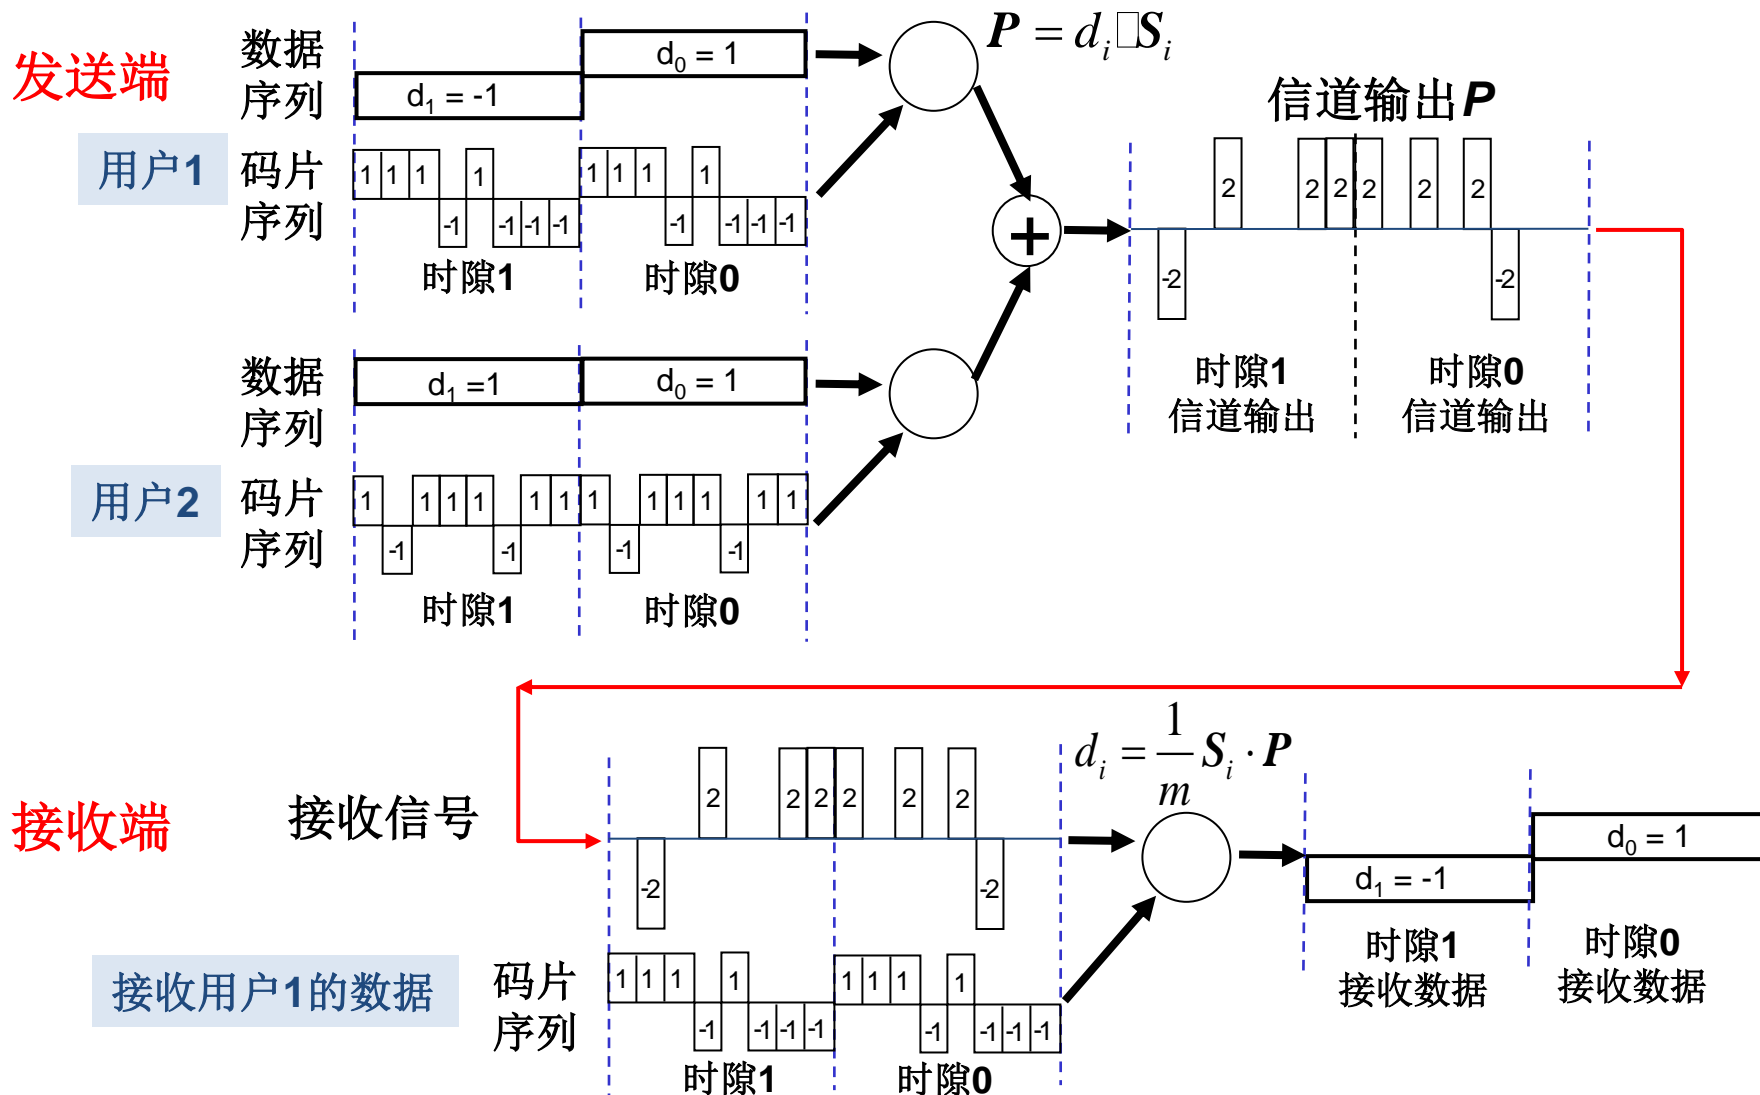 发送端
数据
序列
d1 = -1
d0 = 1
P = di□Si
用户1
码片
序列
1 1 1 -1 1 -1 -1 -1
1 1 1 -1 1 -1 -1 -1
时隙1
时隙0
+
信道输出P
-2 2 2 2 2 2 2 -2
时隙1
信道输出
时隙0
信道输出
数据
序列
d1 =1
d0 = 1
用户2
码片
序列
1 -1 1 1 1 -1 1 1
1 -1 1 1 1 -1 1 1
时隙1
时隙0
接收端
接收信号
-2 2 2 2 2 2 2 -2
di = 1/m Si · P
d1 = -1
d0 = 1
时隙1
接收数据
时隙0
接收数据
接收用户1的数据
码片
序列
1 1 1 -1 1 -1 -1 -1
1 1 1 -1 1 -1 -1 -1
时隙1
时隙0